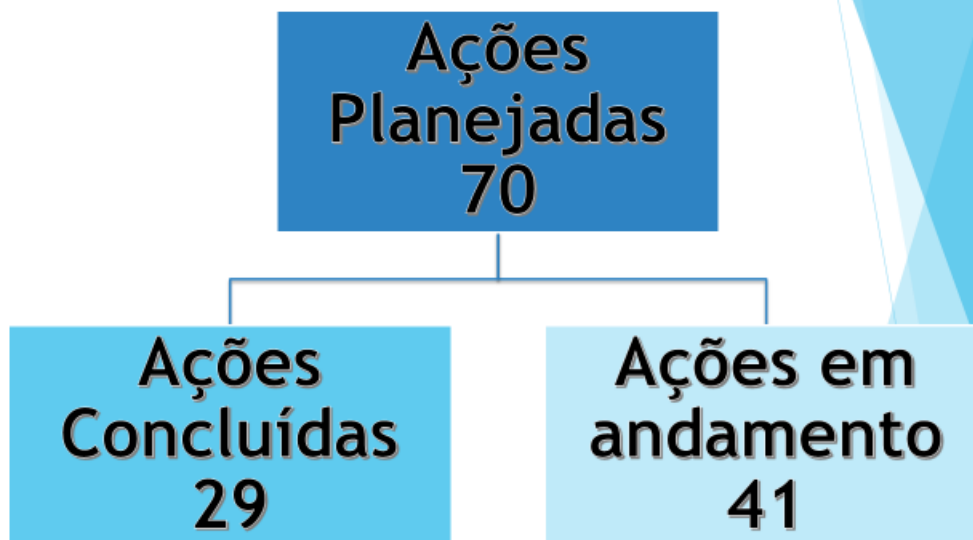 Ações
Planejadas
70
Ações
Concluídas
29
Ações em
andamento
41